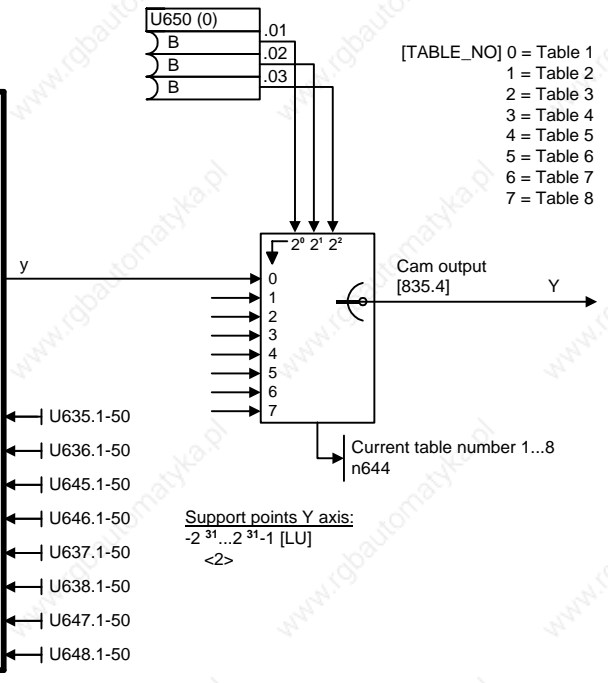 U650 (0)
B .01
B .02
B .03
[TABLE_NO] 0 = Table 1
1 = Table 2
2 = Table 3
3 = Table 4
4 = Table 5
5 = Table 6
6 = Table 7
7 = Table 8
2⁰ 2¹ 2²
y
0
1
2
3
4
5
6
7
Cam output
[835.4]
Y
Current table number 1...8
n644
U635.1-50
U636.1-50
U645.1-50
U646.1-50
U637.1-50
U638.1-50
U647.1-50
U648.1-50
Support points Y axis:
-2 ³¹...2 ³¹-1 [LU]
<2>
www.rgbautomatyka.pl